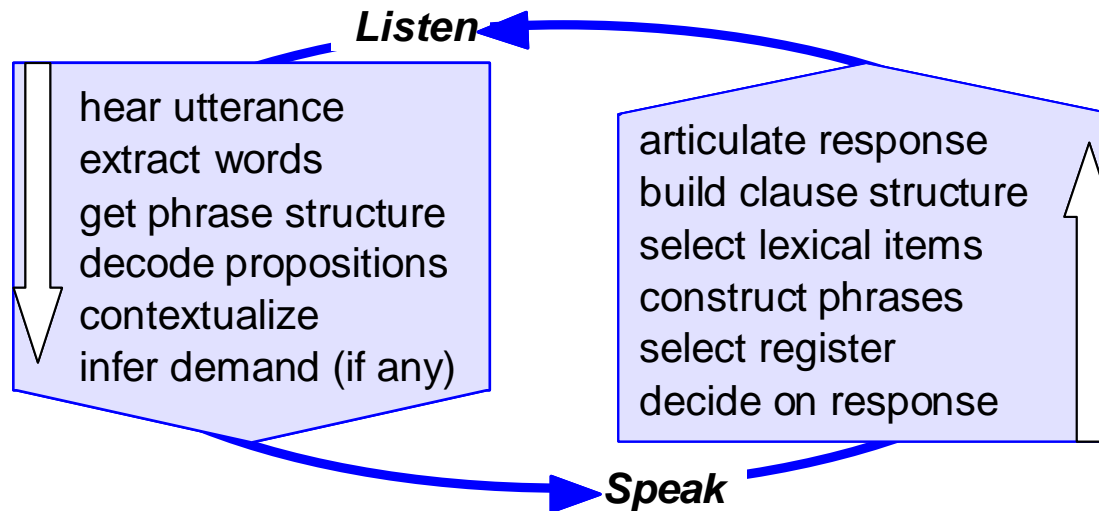 Listen
hear utterance
extract words
get phrase structure
decode propositions
contextualize
infer demand (if any)
articulate response
build clause structure
select lexical items
construct phrases
select register
decide on response
Speak